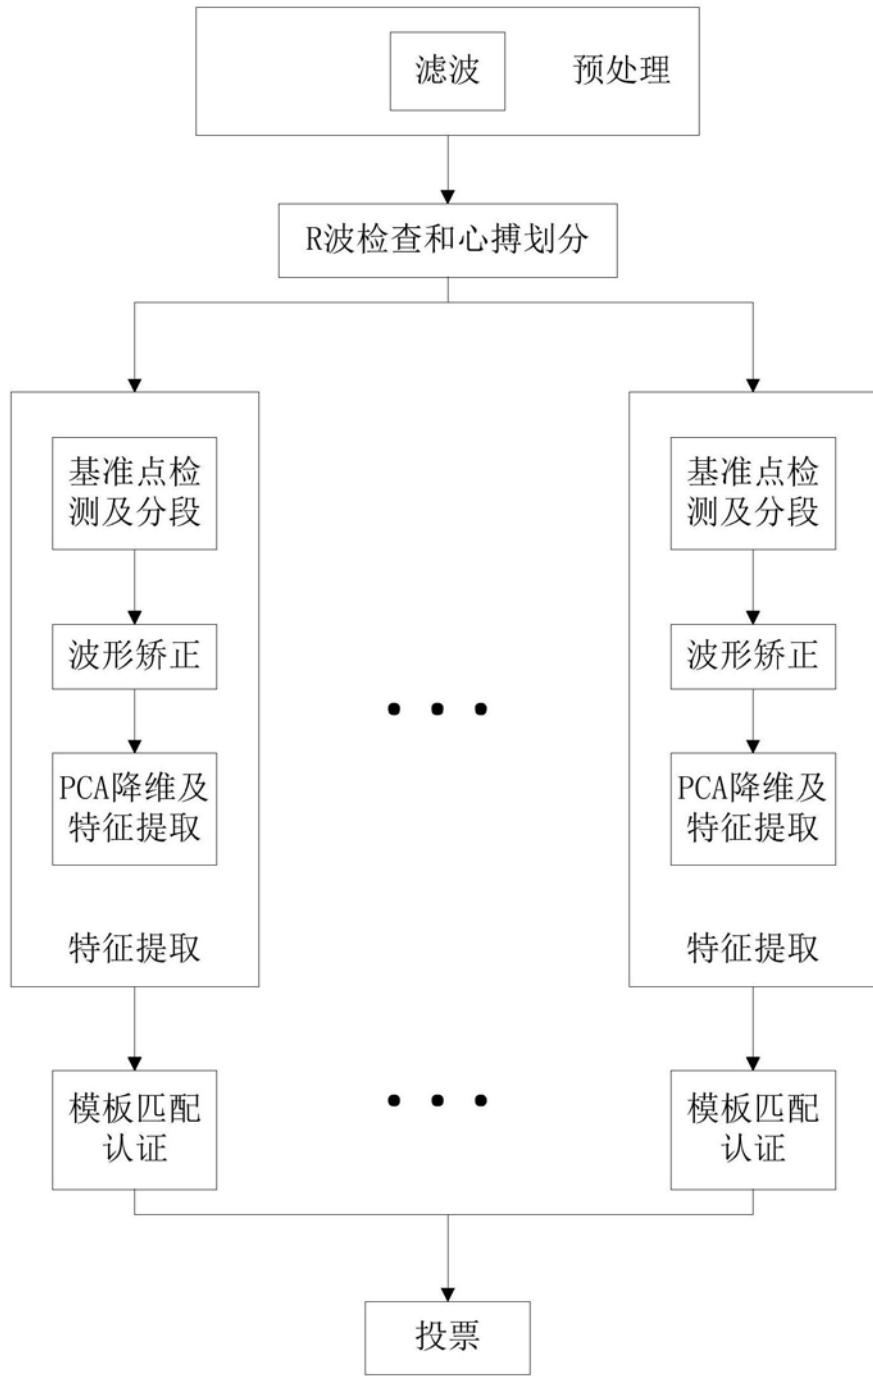 滤波
预处理
R波检查和心搏划分
基准点检
测及分段
波形矫正
PCA降维及
特征提取
特征提取
模板匹配
认证
基准点检
测及分段
波形矫正
PCA降维及
特征提取
特征提取
模板匹配
认证
投票